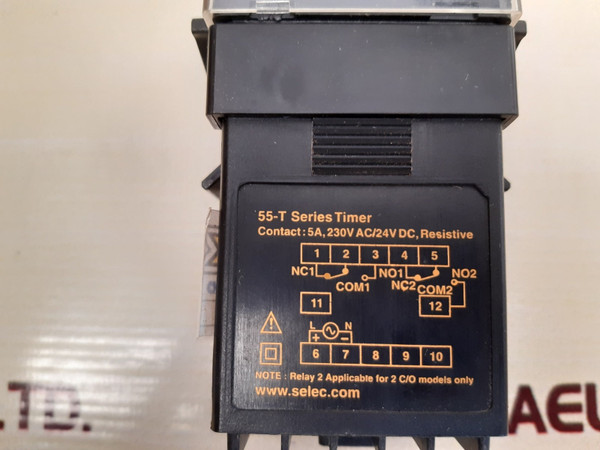 55-T Series Timer
Contact : 5A, 230V AC/24V DC, Resistive
1 2 3 4 5
NC1 COM1 NO1 NC2 COM2 NO2
11 12
L N
+ −
6 7 8 9 10
NOTE : Relay 2 Applicable for 2 C/O models only
www.selec.com
LTD. AEL